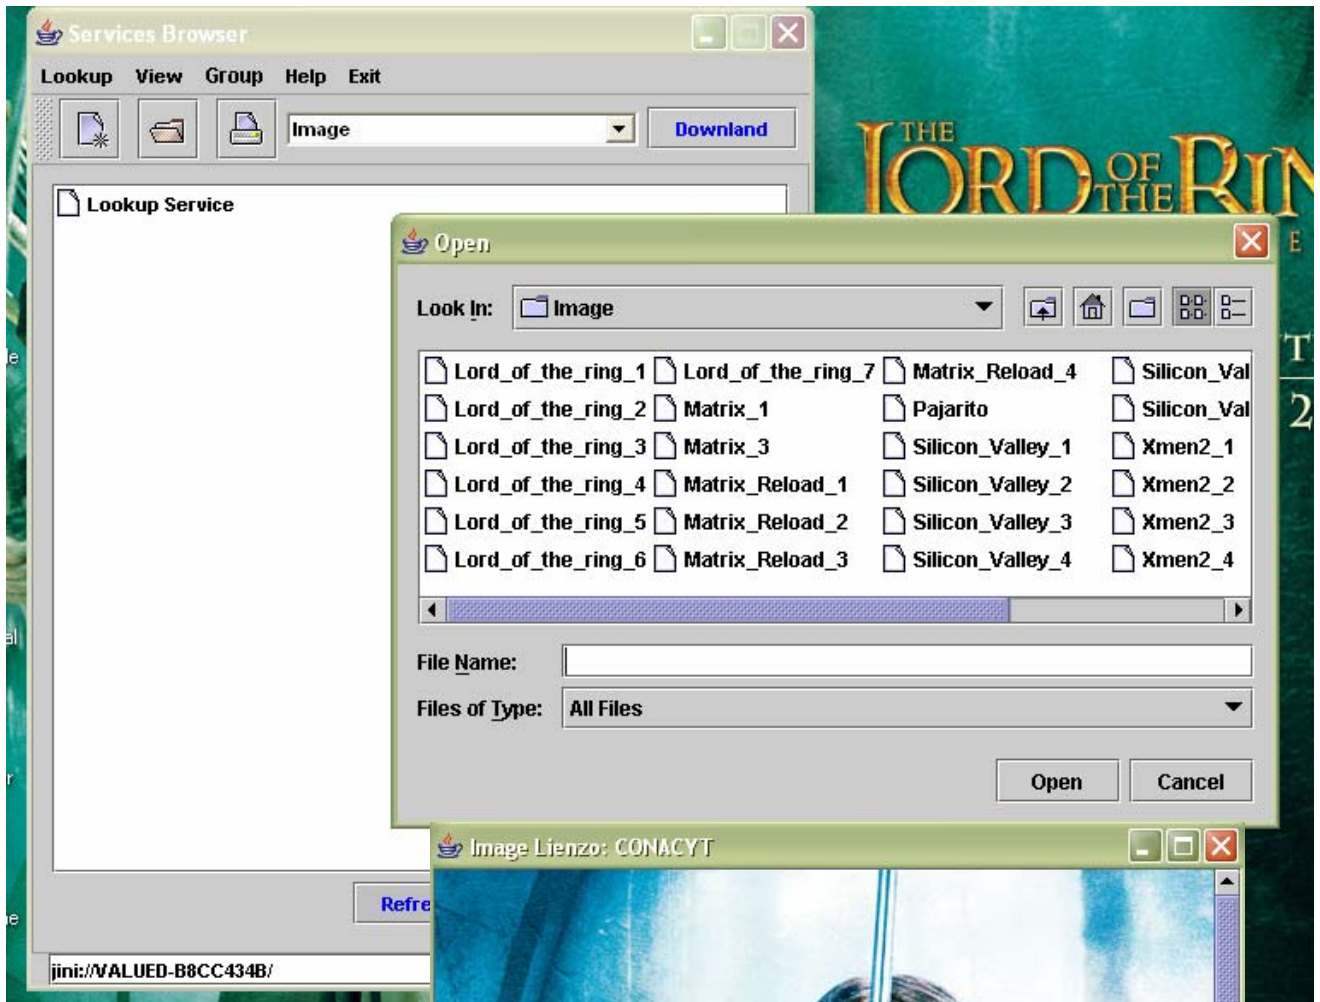 Services Browser
Lookup View Group Help Exit
Image Downland
Lookup Service
THE
LORD OF
THE
Open
Look In: Image
Lord_of_the_ring_1 Lord_of_the_ring_7 Matrix_Reload_4 Silicon_Val
Lord_of_the_ring_2 Matrix_1 Pajarito Silicon_Val
Lord_of_the_ring_3 Matrix_3 Silicon_Valley_1 Xmen2_1
Lord_of_the_ring_4 Matrix_Reload_1 Silicon_Valley_2 Xmen2_2
Lord_of_the_ring_5 Matrix_Reload_2 Silicon_Valley_3 Xmen2_3
Lord_of_the_ring_6 Matrix_Reload_3 Silicon_Valley_4 Xmen2_4
File Name:
Files of Type: All Files
Open Cancel
Image Lienzo: CONACYT
Refre
jini://VALUED-B8CC434B/